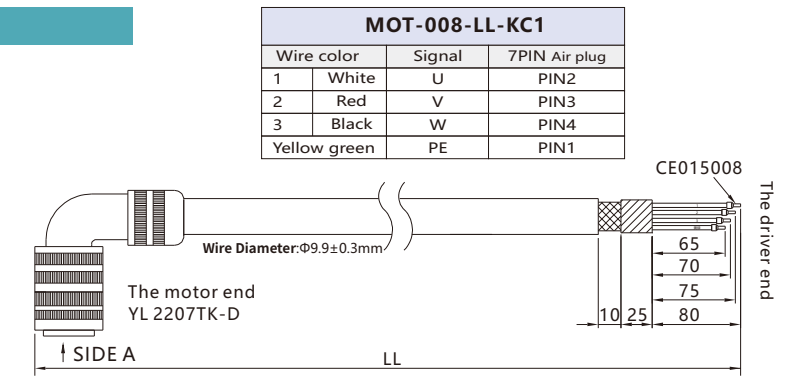 MOT-008-LL-KC1
Wire color Signal 7PIN Air plug
1 White U PIN2
2 Red V PIN3
3 Black W PIN4
Yellow green PE PIN1
CE015008
The driver end
Wire Diameter:Φ9.9±0.3mm
65
70
75
10 25 80
The motor end
YL 2207TK-D
SIDE A
LL